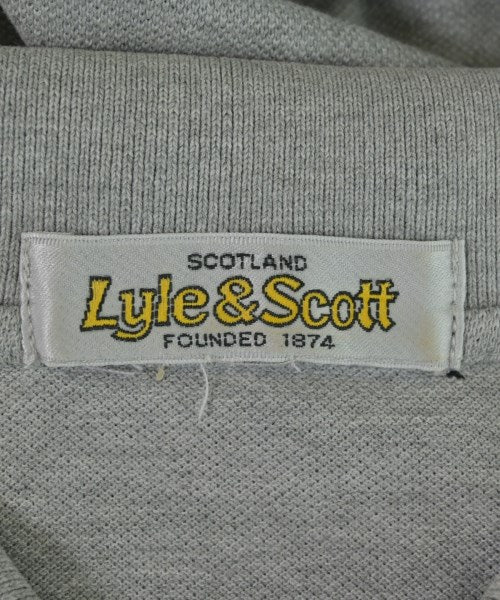 SCOTLAND
Lyle & Scott
FOUNDED 1874